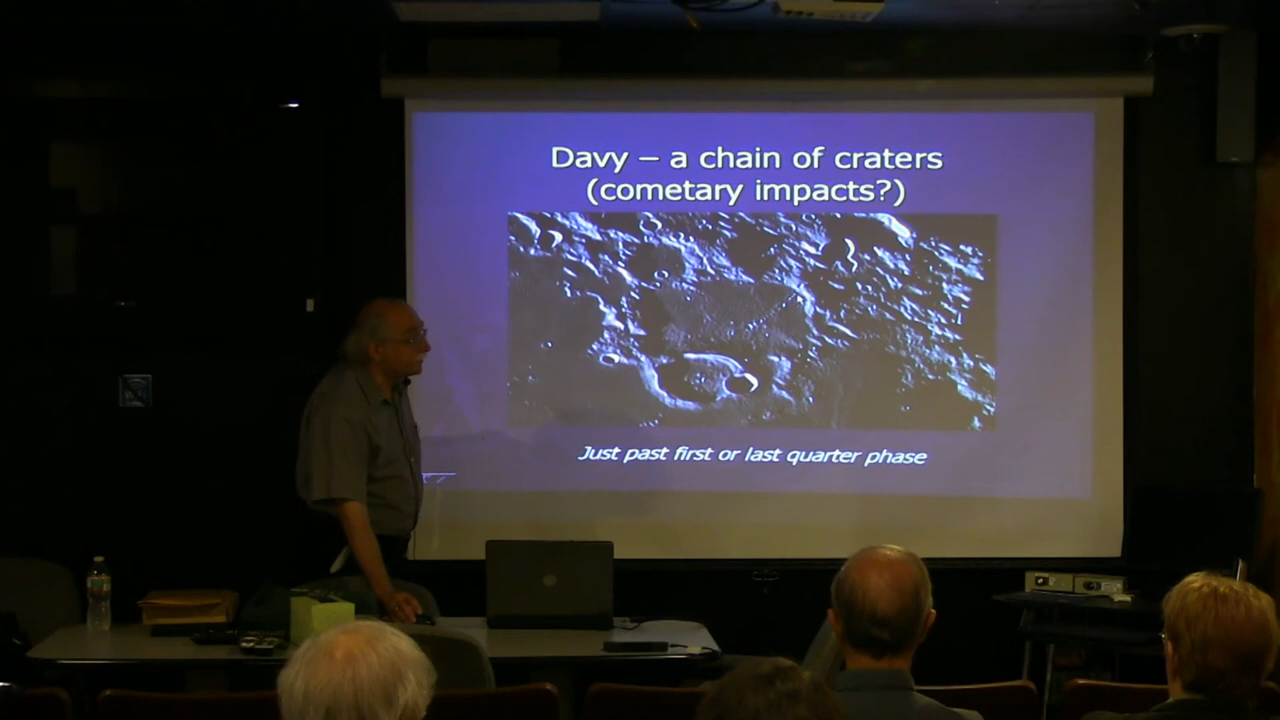 Davy – a chain of craters
(cometary impacts?)
Just past first or last quarter phase